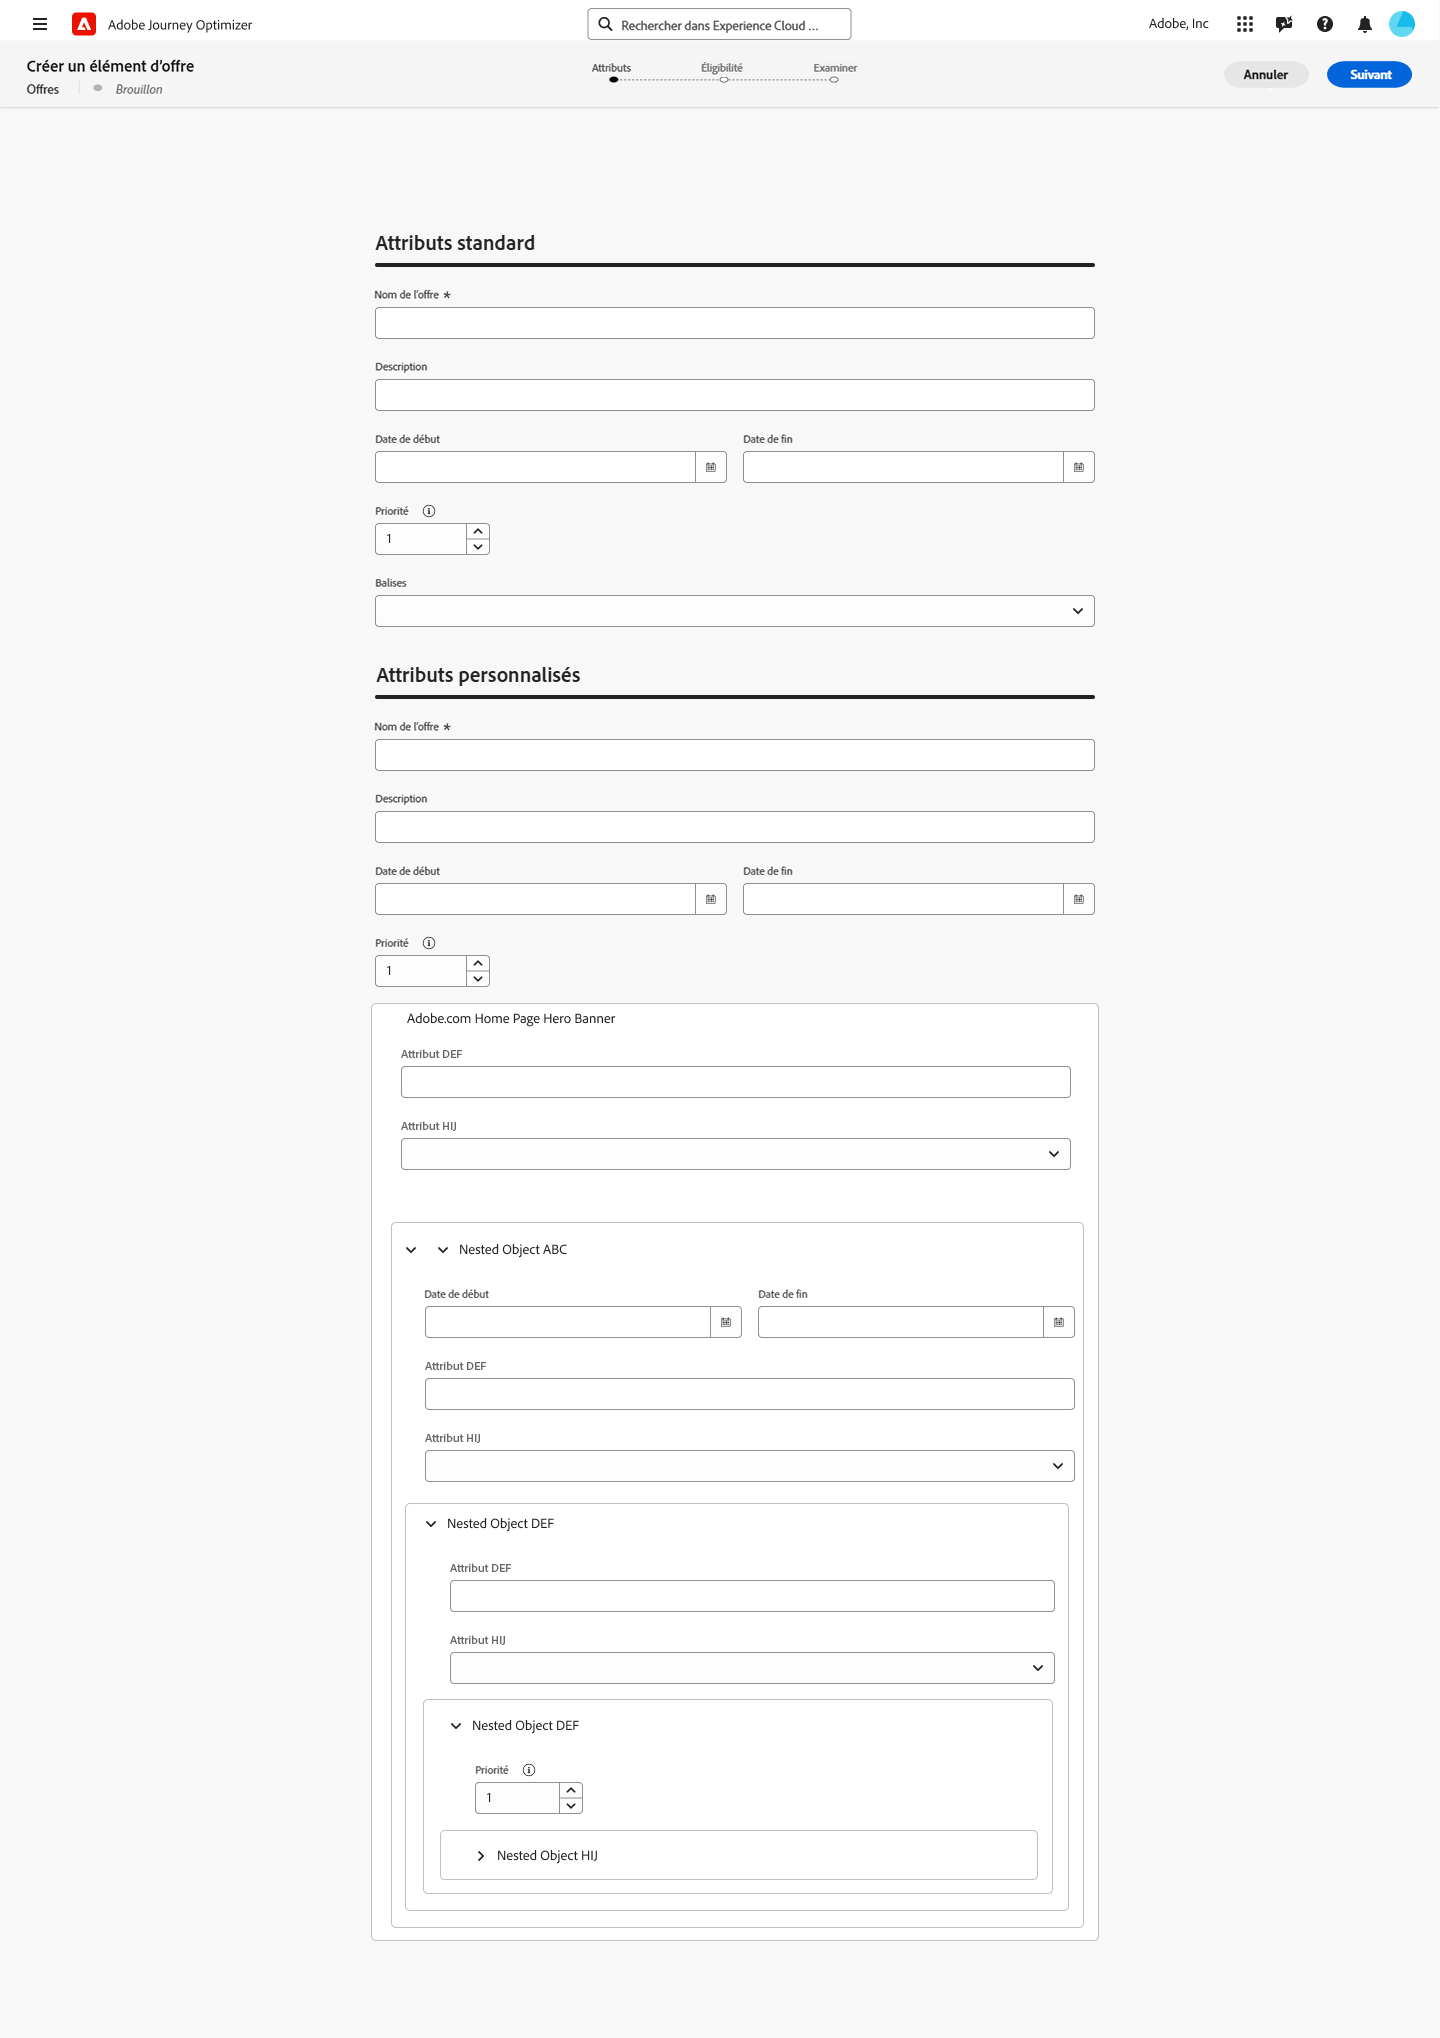 Adobe Journey Optimizer
Rechercher dans Experience Cloud ...
Adobe, Inc
Créer un élément d'offre
Offres
Brouillon
Attributs
Éligibilité
Examiner
Annuler
Suivant
Attributs standard
Nom de l'offre *
Description
Date de début
Date de fin
Priorité
1
Balises
Attributs personnalisés
Nom de l'offre *
Description
Date de début
Date de fin
Priorité
1
Adobe.com Home Page Hero Banner
Attribut DEF
Attribut HIJ
Nested Object ABC
Date de début
Date de fin
Attribut DEF
Attribut HIJ
Nested Object DEF
Attribut DEF
Attribut HIJ
Nested Object DEF
Priorité
1
Nested Object HIJ